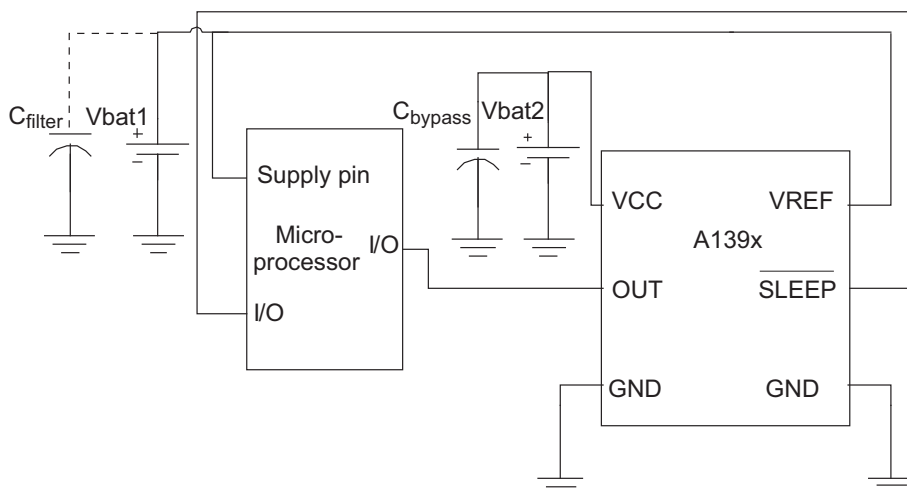 Cfilter
Vbat1
+
–
Supply pin
Micro-
processor
I/O
I/O
Cbypass
Vbat2
+
–
VCC
VREF
A139x
OUT
SLEEP
GND
GND